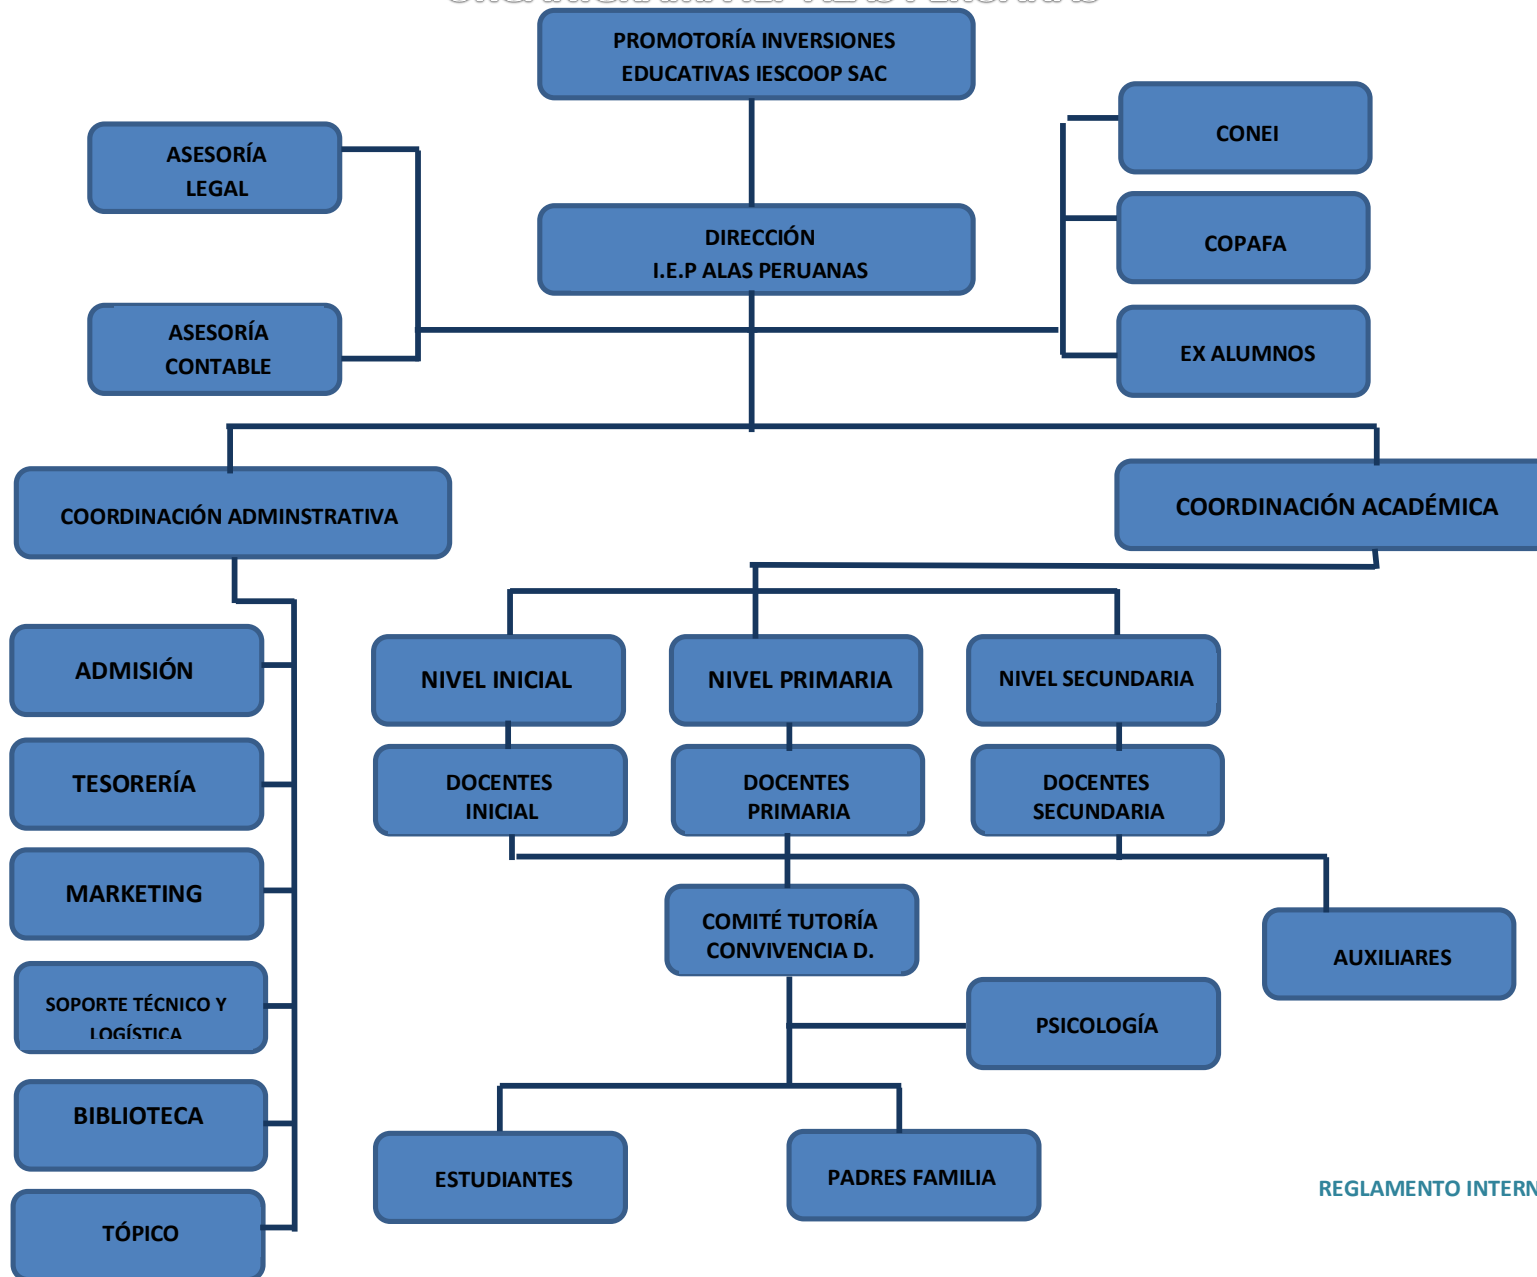 PROMOTORÍA INVERSIONES
EDUCATIVAS IESCOOP SAC
ASESORÍA
LEGAL
CONEI
DIRECCIÓN
I.E.P ALAS PERUANAS
COPAFA
ASESORÍA
CONTABLE
EX ALUMNOS
COORDINACIÓN ADMINSTRATIVA
COORDINACIÓN ACADÉMICA
ADMISIÓN
NIVEL INICIAL
NIVEL PRIMARIA
NIVEL SECUNDARIA
TESORERÍA
DOCENTES
INICIAL
DOCENTES
PRIMARIA
DOCENTES
SECUNDARIA
MARKETING
COMITÉ TUTORÍA
CONVIVENCIA D.
AUXILIARES
SOPORTE TÉCNICO Y
LOGÍSTICA
PSICOLOGÍA
BIBLIOTECA
ESTUDIANTES
PADRES FAMILIA
REGLAMENTO INTERN
TÓPICO